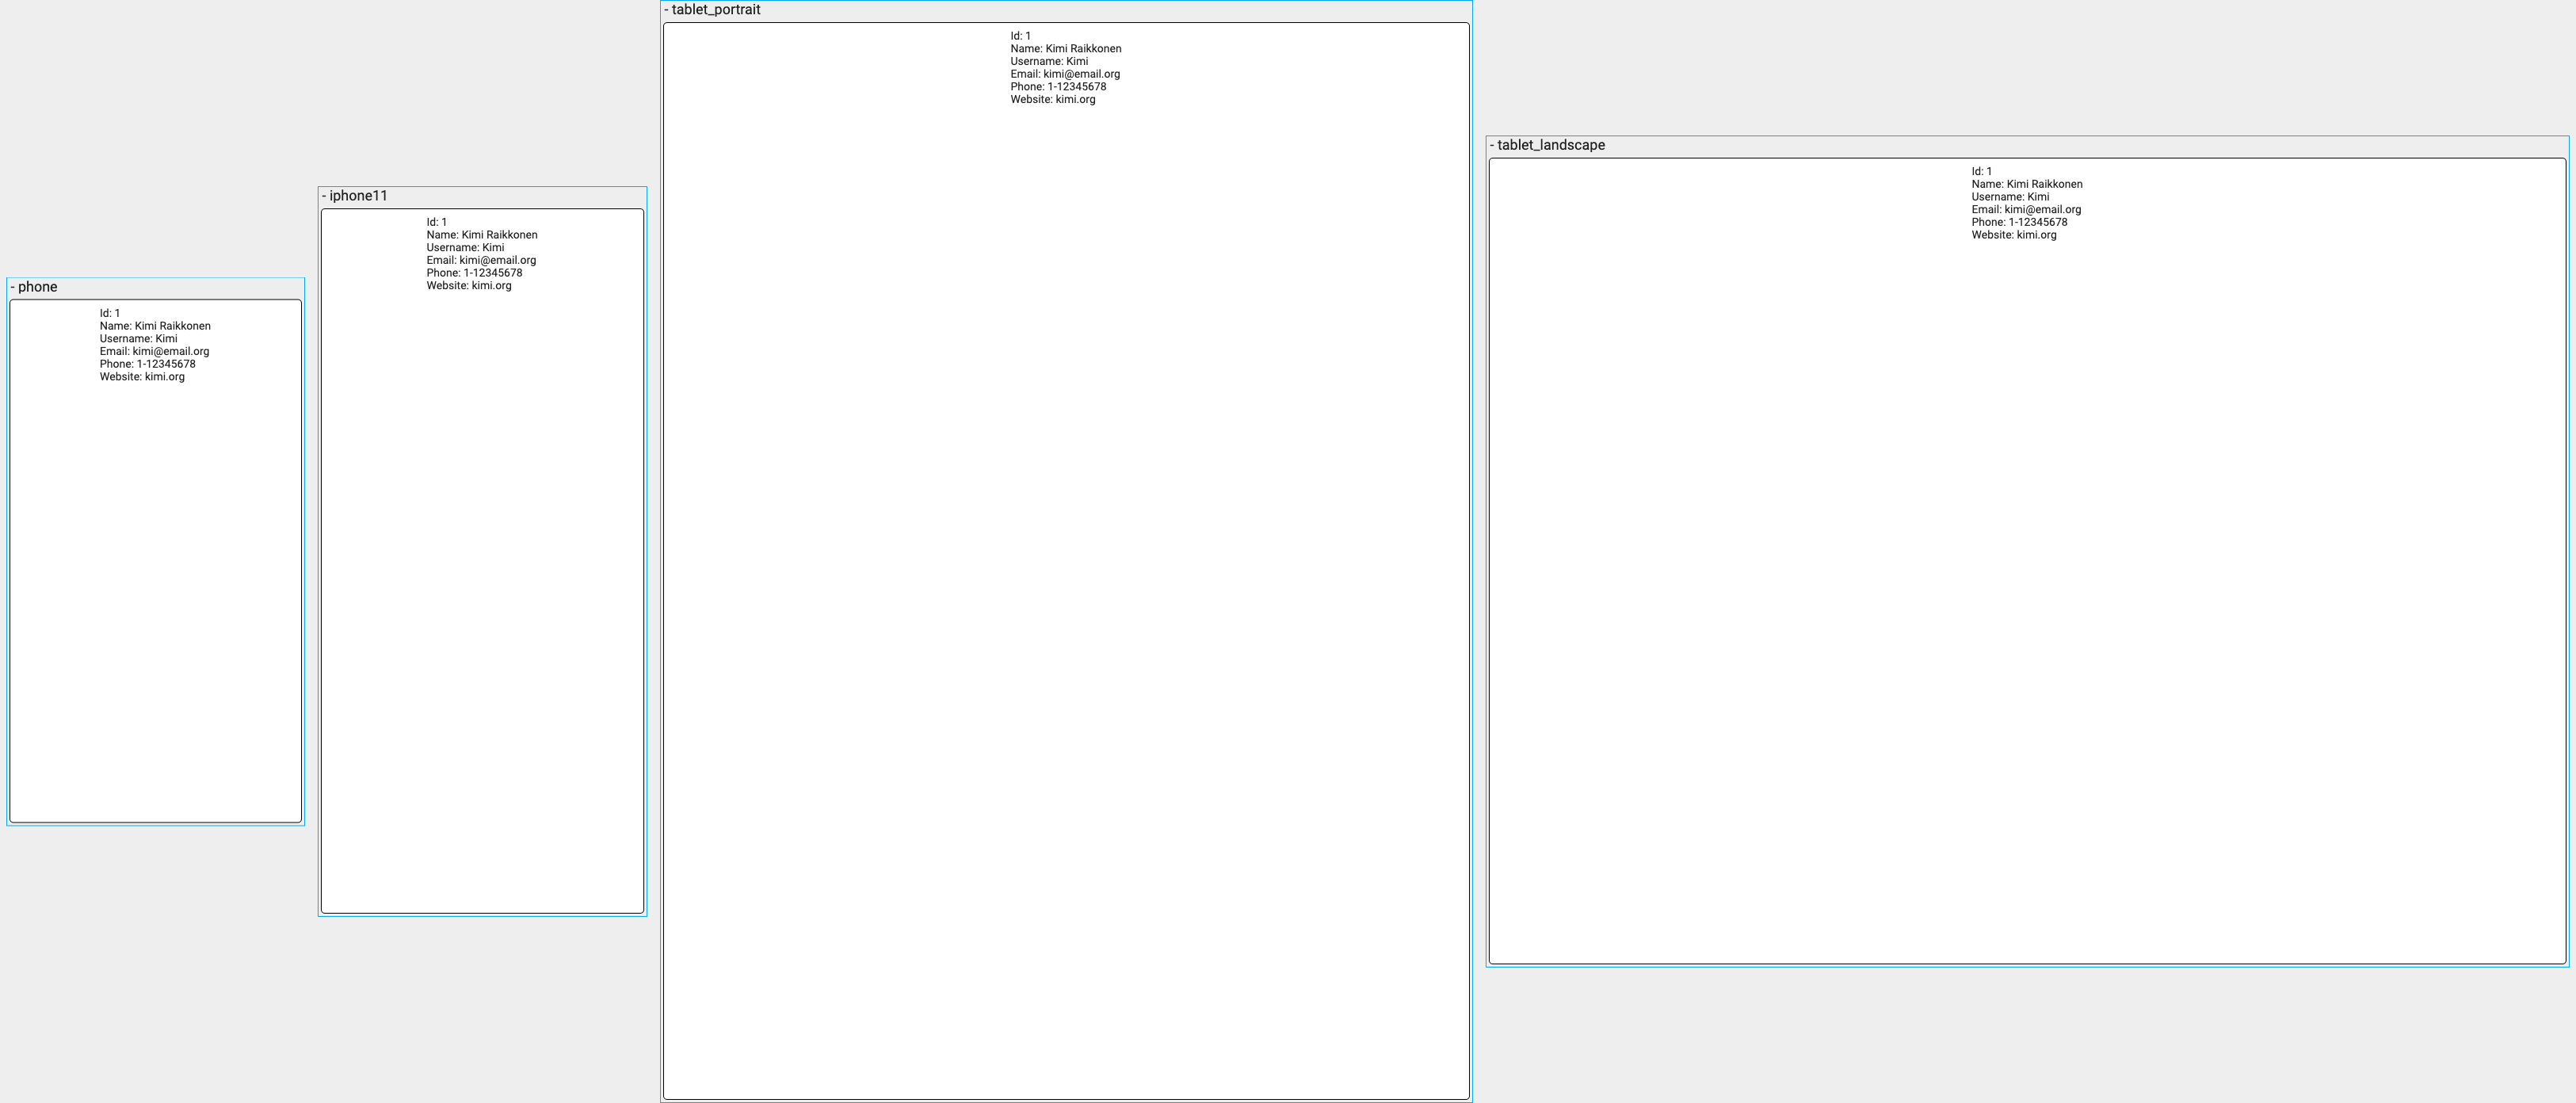 - phone
Id: 1
Name: Kimi Raikkonen
Username: Kimi
Email: kimi@email.org
Phone: 1-12345678
Website: kimi.org
- iphone11
Id: 1
Name: Kimi Raikkonen
Username: Kimi
Email: kimi@email.org
Phone: 1-12345678
Website: kimi.org
- tablet_portrait
Id: 1
Name: Kimi Raikkonen
Username: Kimi
Email: kimi@email.org
Phone: 1-12345678
Website: kimi.org
- tablet_landscape
Id: 1
Name: Kimi Raikkonen
Username: Kimi
Email: kimi@email.org
Phone: 1-12345678
Website: kimi.org